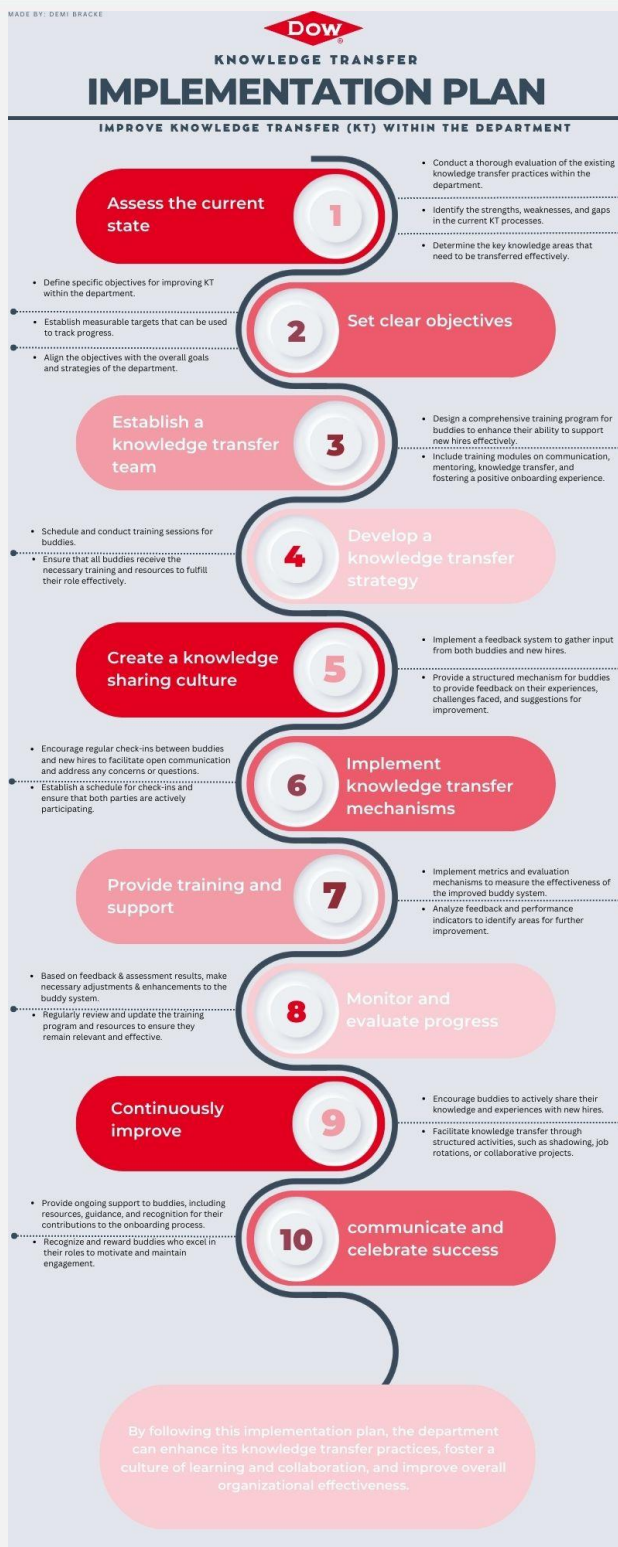 MADE BY: DEMI BRACKE
DOW
®
KNOWLEDGE TRANSFER
IMPLEMENTATION PLAN
IMPROVE KNOWLEDGE TRANSFER (KT) WITHIN THE DEPARTMENT
Assess the current
state
1
• Conduct a thorough evaluation of the existing
knowledge transfer practices within the
department.
• Identify the strengths, weaknesses, and gaps
in the current KT processes.
• Determine the key knowledge areas that
need to be transferred effectively.
• Define specific objectives for improving KT
within the department.
• Establish measurable targets that can be used
to track progress.
• Align the objectives with the overall goals
and strategies of the department.
2
Set clear objectives
Establish a
knowledge transfer
team
3
• Design a comprehensive training program for
buddies to enhance their ability to support
new hires effectively.
• Include training modules on communication,
mentoring, knowledge transfer, and
fostering a positive onboarding experience.
• Schedule and conduct training sessions for
buddies.
• Ensure that all buddies receive the
necessary training and resources to fulfill
their role effectively.
4
Develop a
knowledge transfer
strategy
Create a knowledge
sharing culture
5
• Implement a feedback system to gather input
from both buddies and new hires.
• Provide a structured mechanism for buddies
to provide feedback on their experiences,
challenges faced, and suggestions for
improvement.
• Encourage regular check-ins between buddies
and new hires to facilitate open communication
and address any concerns or questions.
• Establish a schedule for check-ins and
ensure that both parties are actively
participating.
6
Implement
knowledge transfer
mechanisms
Provide training and
support
7
• Implement metrics and evaluation
mechanisms to measure the effectiveness of
the improved buddy system.
• Analyze feedback and performance
indicators to identify areas for further
improvement.
• Based on feedback & assessment results, make
necessary adjustments & enhancements to the
buddy system.
• Regularly review and update the training
program and resources to ensure they
remain relevant and effective.
8
Monitor and
evaluate progress
Continuously
improve
9
• Encourage buddies to actively share their
knowledge and experiences with new hires.
• Facilitate knowledge transfer through
structured activities, such as shadowing, job
rotations, or collaborative projects.
• Provide ongoing support to buddies, including
resources, guidance, and recognition for their
contributions to the onboarding process.
• Recognize and reward buddies who excel in
their roles to motivate and maintain
engagement.
10
communicate and
celebrate success
By following this implementation plan, the department
can enhance its knowledge transfer practices, foster a
culture of learning and collaboration, and improve overall
organizational effectiveness.